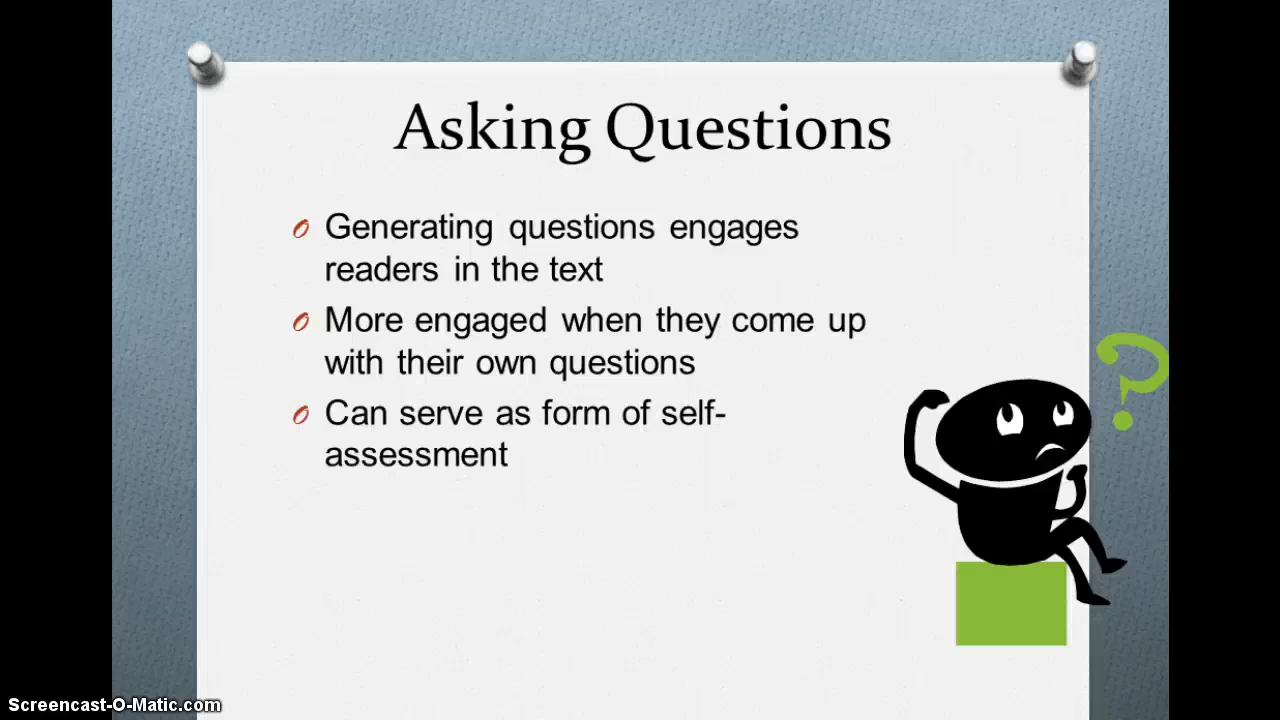 Asking Questions
Generating questions engages
readers in the text
More engaged when they come up
with their own questions
Can serve as form of self-
assessment
?
Screencast-O-Matic.com